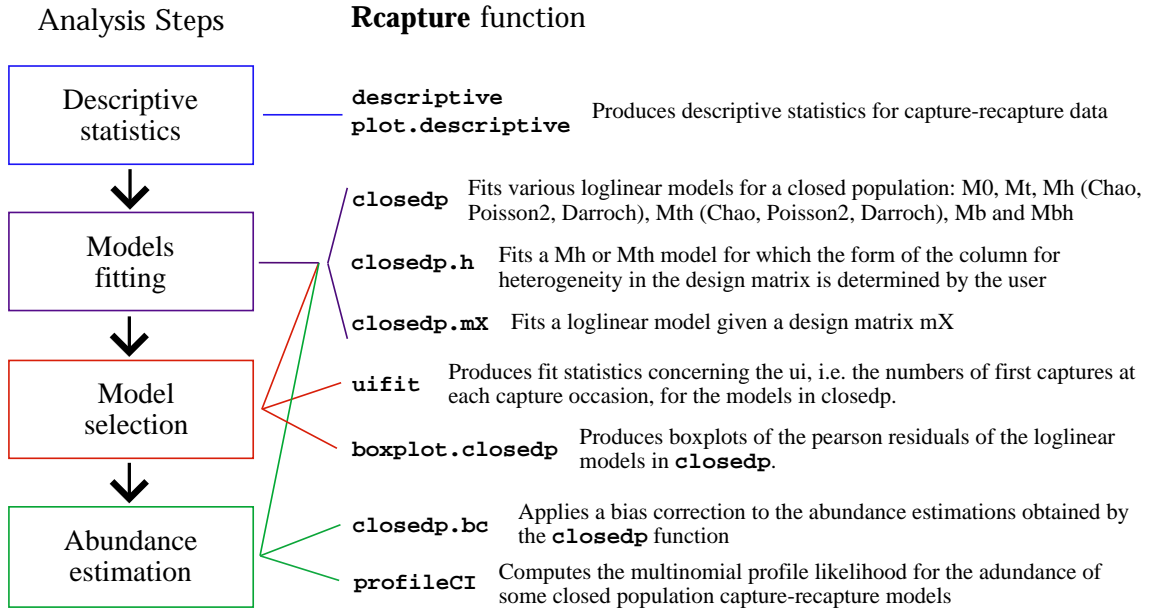 Analysis Steps
Rcapture function
Descriptive
statistics
descriptive
plot.descriptive
Produces descriptive statistics for capture-recapture data
Models
fitting
closedp
Fits various loglinear models for a closed population: M0, Mt, Mh (Chao,
Poisson2, Darroch), Mth (Chao, Poisson2, Darroch), Mb and Mbh
closedp.h
Fits a Mh or Mth model for which the form of the column for
heterogeneity in the design matrix is determined by the user
closedp.mX
Fits a loglinear model given a design matrix mX
Model
selection
uifit
Produces fit statistics concerning the ui, i.e. the numbers of first captures at
each capture occasion, for the models in closedp.
boxplot.closedp
Produces boxplots of the pearson residuals of the loglinear
models in closedp.
Abundance
estimation
closedp.bc
Applies a bias correction to the abundance estimations obtained by
the closedp function
profileCI
Computes the multinomial profile likelihood for the adundance of
some closed population capture-recapture models